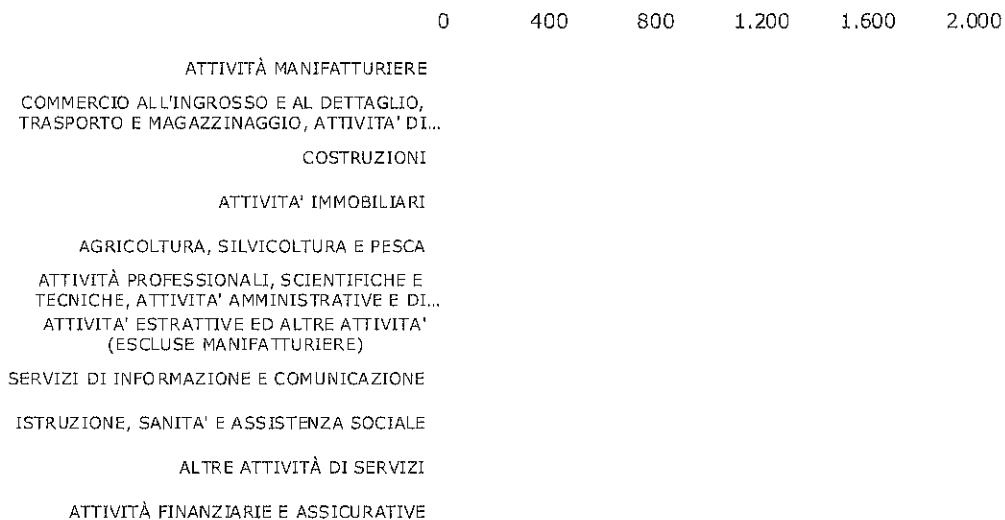 0 400 800 1.200 1.600 2.000
ATTIVITÀ MANIFATTURIERE
COMMERCIO ALL'INGROSSO E AL DETTAGLIO,
TRASPORTO E MAGAZZINAGGIO, ATTIVITA' DI...
COSTRUZIONI
ATTIVITA' IMMOBILIARI
AGRICOLTURA, SILVICOLTURA E PESCA
ATTIVITÀ PROFESSIONALI, SCIENTIFICHE E
TECNICHE, ATTIVITA' AMMINISTRATIVE E DI...
ATTIVITA' ESTRATTIVE ED ALTRE ATTIVITA'
(ESCLUSE MANIFATTURIERE)
SERVIZI DI INFORMAZIONE E COMUNICAZIONE
ISTRUZIONE, SANITA' E ASSISTENZA SOCIALE
ALTRE ATTIVITÀ DI SERVIZI
ATTIVITÀ FINANZIARIE E ASSICURATIVE